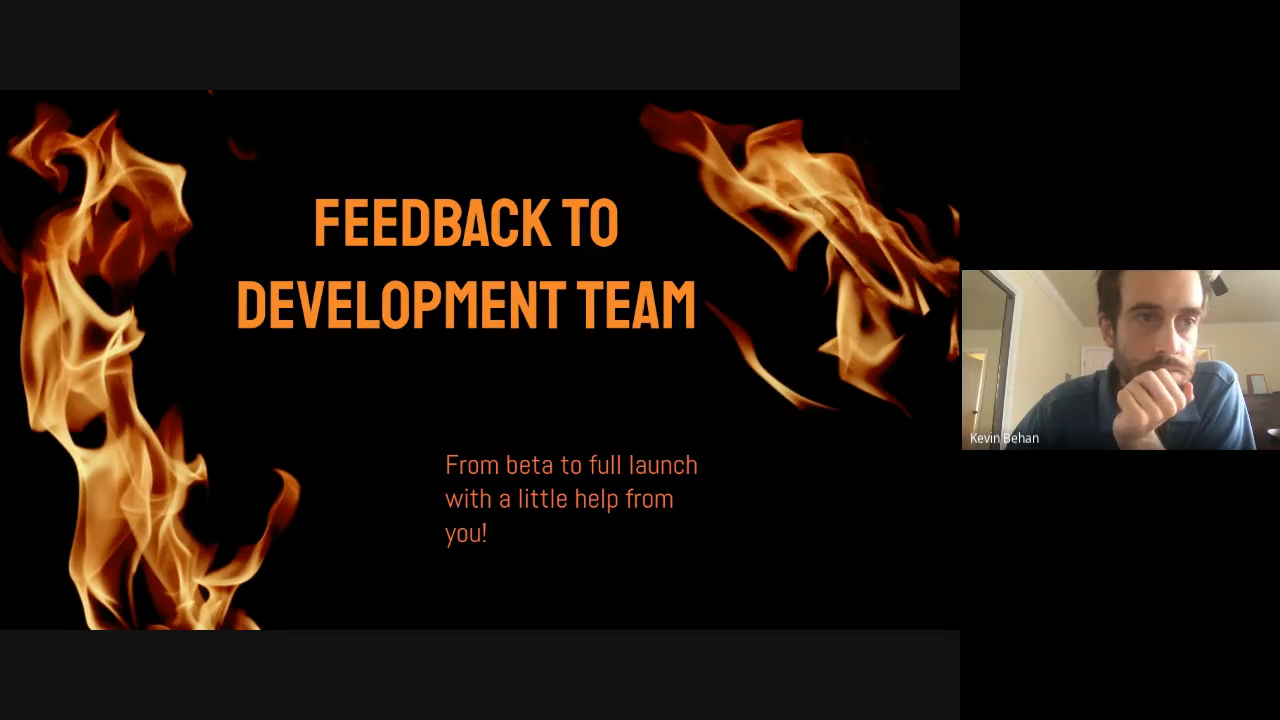 FEEDBACK TO
DEVELOPMENT TEAM
From beta to full launch
with a little help from
you!
Kevin Behan